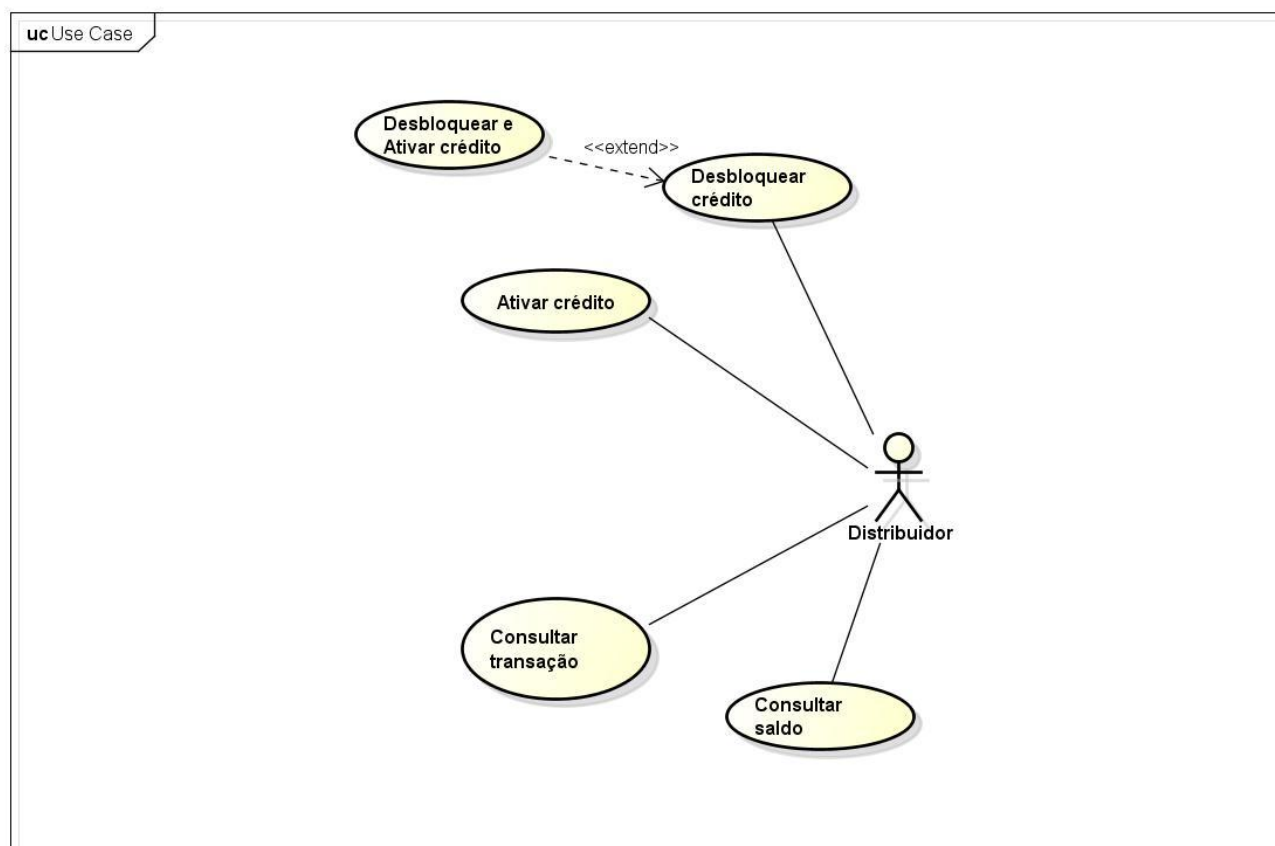 uc Use Case
Desbloquear e
Ativar crédito
<<extend>>
Desbloquear
crédito
Ativar crédito
Distribuidor
Consultar
transação
Consultar
saldo